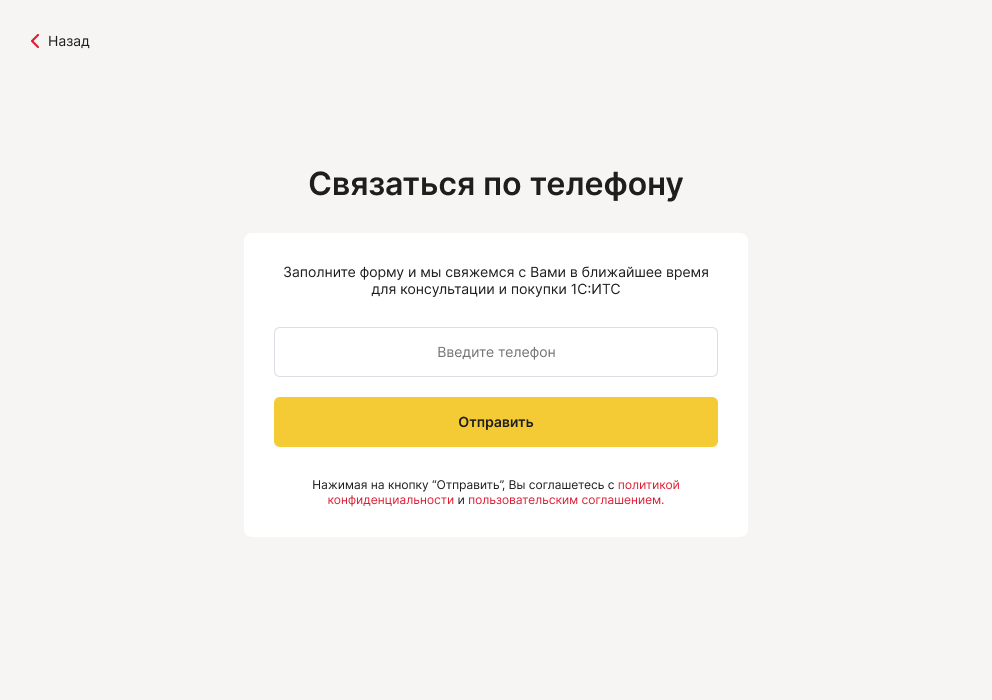 Назад
Связаться по телефону
Заполните форму и мы свяжемся с Вами в ближайшее время
для консультации и покупки 1С:ИТС
Введите телефон
Отправить
Нажимая на кнопку “Отправить”, Вы соглашетесь с политикой
конфиденциальности и пользовательским соглашением.